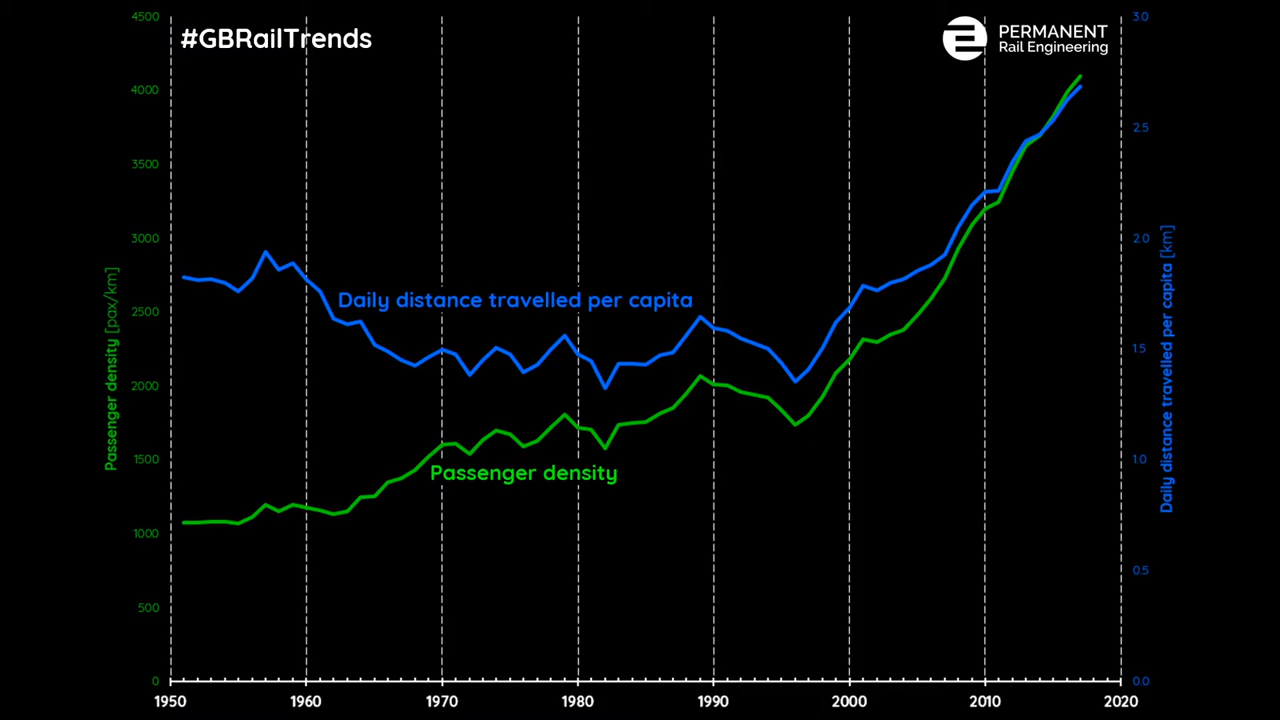 #GBRailTrends
PERMANENT
Rail Engineering
4500
4000
3500
3000
2500
2000
1500
1000
500
0
Passenger density [pax/km]
3.0
2.5
2.0
1.5
1.0
0.5
0.0
Daily distance travelled per capita [km]
Daily distance travelled per capita
Passenger density
1950 1960 1970 1980 1990 2000 2010 2020